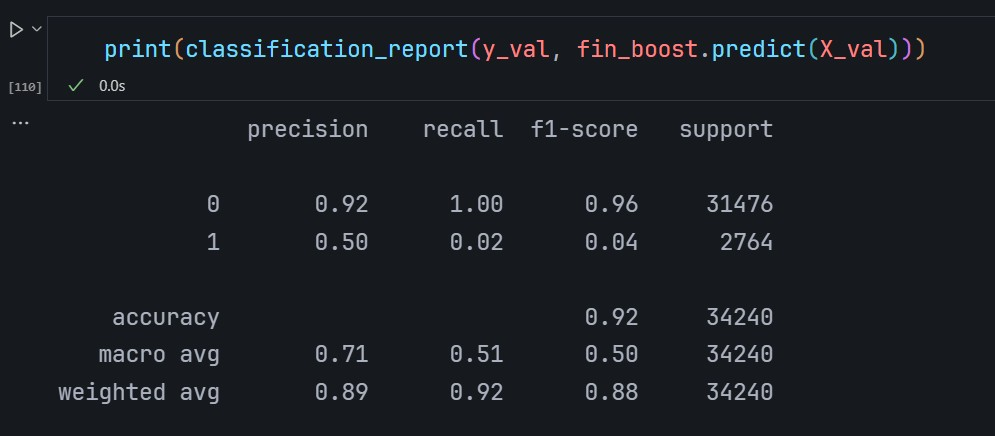 print(classification_report(y_val, fin_boost.predict(X_val)))
[110] 0.0s
...
precision recall f1-score support
0 0.92 1.00 0.96 31476
1 0.50 0.02 0.04 2764
accuracy 0.92 34240
macro avg 0.71 0.51 0.50 34240
weighted avg 0.89 0.92 0.88 34240